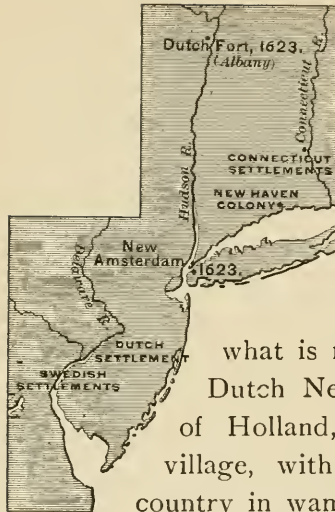 Dutch Fort, 1623.
(Albany)
Connecticut R.
CONNECTICUT
SETTLEMENTS
NEW HAVEN
COLONY
Hudson R.
New
Amsterdam
1623.
Delaware R.
DUTCH
SETTLEMENT
SWEDISH
SETTLEMENTS
what is
Dutch Ne
of Holland,
village, with
country in wam